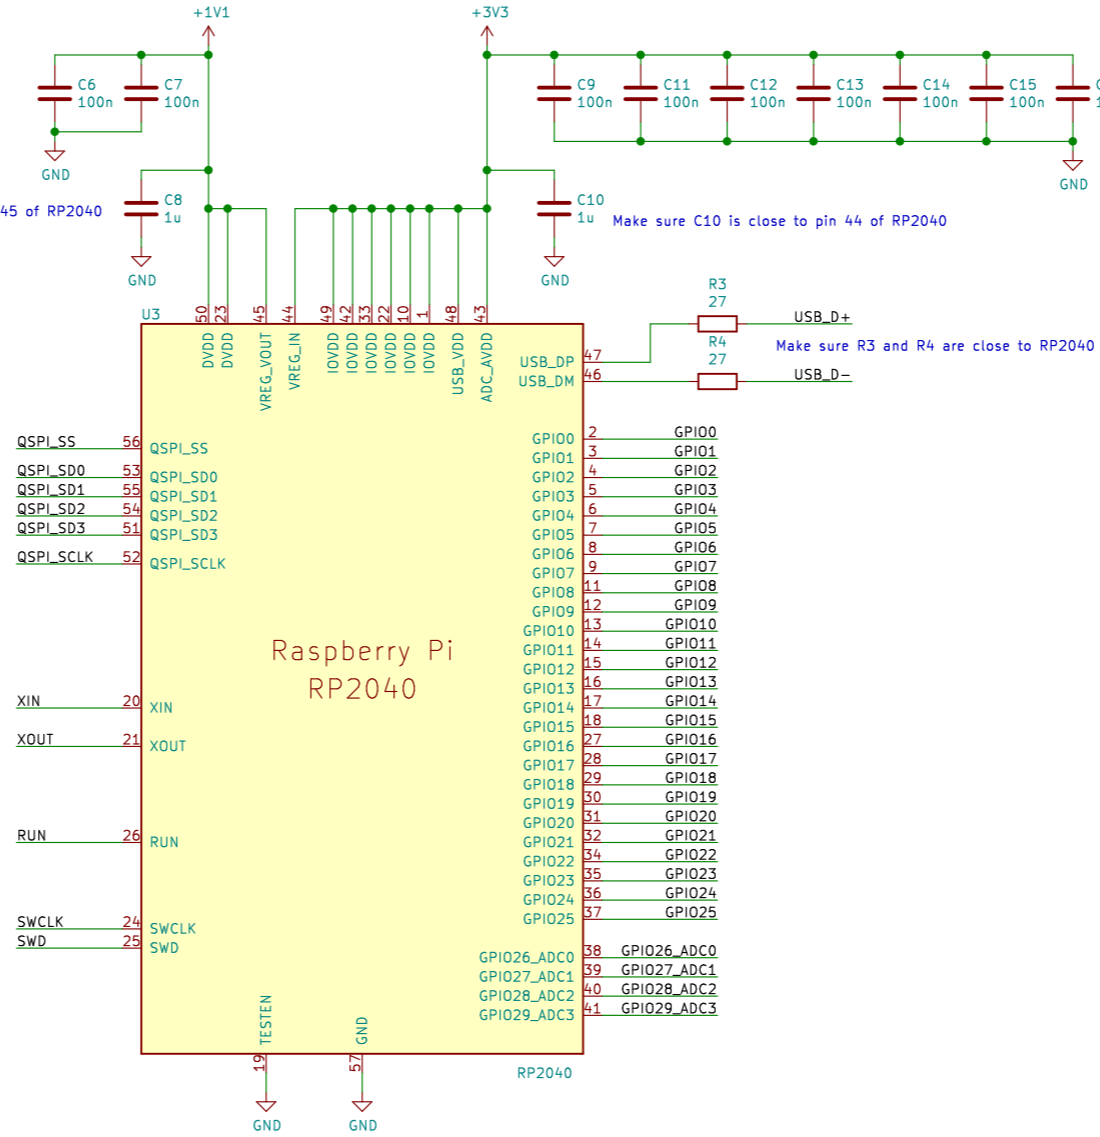 +1V1
+3V3
C6
100n
C7
100n
C9
100n
C11
100n
C12
100n
C13
100n
C14
100n
C15
100n
GND
GND
45 of RP2040
C8
1u
C10
1u
Make sure C10 is close to pin 44 of RP2040
GND
GND
U3
50
23
45
44
49
42
33
22
10
1
48
43
DVDD
DVDD
VREG_VOUT
VREG_IN
IOVDD
IOVDD
IOVDD
IOVDD
IOVDD
IOVDD
USB_VDD
ADC_AVDD
R3
27
USB_D+
R4
27
Make sure R3 and R4 are close to RP2040
USB_D-
USB_DP 47
USB_DM 46
QSPI_SS 56 QSPI_SS
QSPI_SD0 53 QSPI_SD0
QSPI_SD1 55 QSPI_SD1
QSPI_SD2 54 QSPI_SD2
QSPI_SD3 51 QSPI_SD3
QSPI_SCLK 52 QSPI_SCLK
XIN 20 XIN
XOUT 21 XOUT
RUN 26 RUN
SWCLK 24 SWCLK
SWD 25 SWD
Raspberry Pi
RP2040
GPIO0 2 GPIO0
GPIO1 3 GPIO1
GPIO2 4 GPIO2
GPIO3 5 GPIO3
GPIO4 6 GPIO4
GPIO5 7 GPIO5
GPIO6 8 GPIO6
GPIO7 9 GPIO7
GPIO8 11 GPIO8
GPIO9 12 GPIO9
GPIO10 13 GPIO10
GPIO11 14 GPIO11
GPIO12 15 GPIO12
GPIO13 16 GPIO13
GPIO14 17 GPIO14
GPIO15 18 GPIO15
GPIO16 27 GPIO16
GPIO17 28 GPIO17
GPIO18 29 GPIO18
GPIO19 30 GPIO19
GPIO20 31 GPIO20
GPIO21 32 GPIO21
GPIO22 34 GPIO22
GPIO23 35 GPIO23
GPIO24 36 GPIO24
GPIO25 37 GPIO25
GPIO26_ADC0 38 GPIO26_ADC0
GPIO27_ADC1 39 GPIO27_ADC1
GPIO28_ADC2 40 GPIO28_ADC2
GPIO29_ADC3 41 GPIO29_ADC3
TESTEN
GND
19
57
RP2040
GND
GND